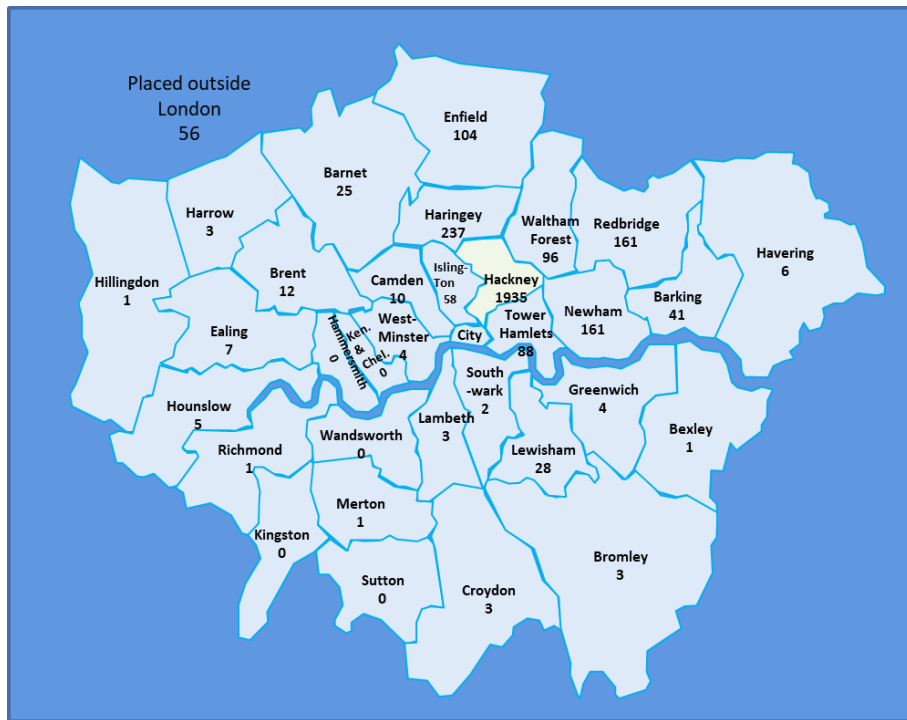 Placed outside
London
56
Enfield
104
Barnet
25
Harrow
3
Haringey
237
Waltham
Forest
96
Redbridge
161
Havering
6
Hillingdon
1
Brent
12
Camden
10
Isling-
Ton
58
Hackney
1935
Newham
161
Barking
41
Ealing
7
Hammersmith
0
Ken.
&
Chel.
0
West-
Minster
4
City
Tower
Hamlets
88
Hounslow
5
Richmond
1
Wandsworth
0
Lambeth
3
South
-wark
2
Lewisham
28
Greenwich
4
Bexley
1
Kingston
0
Merton
1
Sutton
0
Croydon
3
Bromley
3